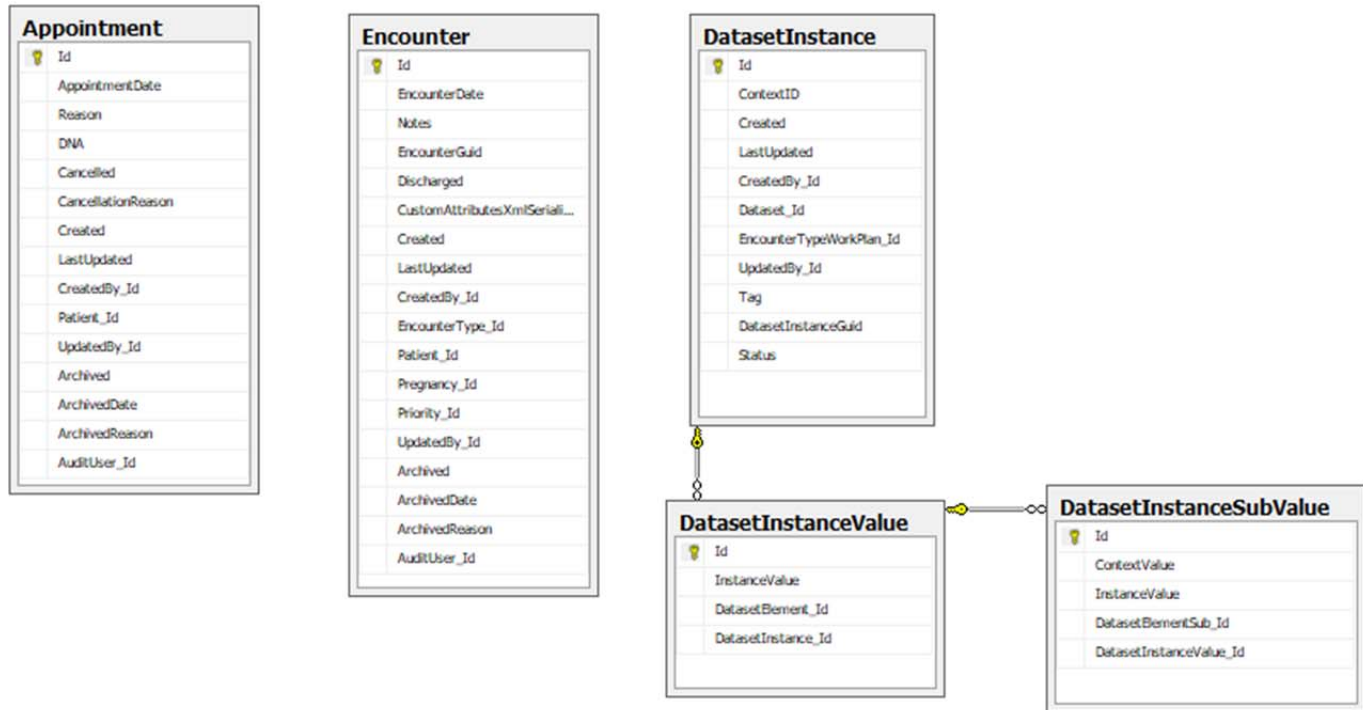 Appointment
Id
AppointmentDate
Reason
DNA
Cancelled
CancellationReason
Created
LastUpdated
CreatedBy_Id
Patient_Id
UpdatedBy_Id
Archived
ArchivedDate
ArchivedReason
AuditUser_Id
Encounter
Id
EncounterDate
Notes
EncounterGuid
Discharged
CustomAttributesXmlSeriali...
Created
LastUpdated
CreatedBy_Id
EncounterType_Id
Patient_Id
Pregnancy_Id
Priority_Id
UpdatedBy_Id
Archived
ArchivedDate
ArchivedReason
AuditUser_Id
DatasetInstance
Id
ContextID
Created
LastUpdated
CreatedBy_Id
Dataset_Id
EncounterTypeWorkPlan_Id
UpdatedBy_Id
Tag
DatasetInstanceGuid
Status
DatasetInstanceValue
Id
InstanceValue
DatasetElement_Id
DatasetInstance_Id
DatasetInstanceSubValue
Id
ContextValue
InstanceValue
DatasetElementSub_Id
DatasetInstanceValue_Id